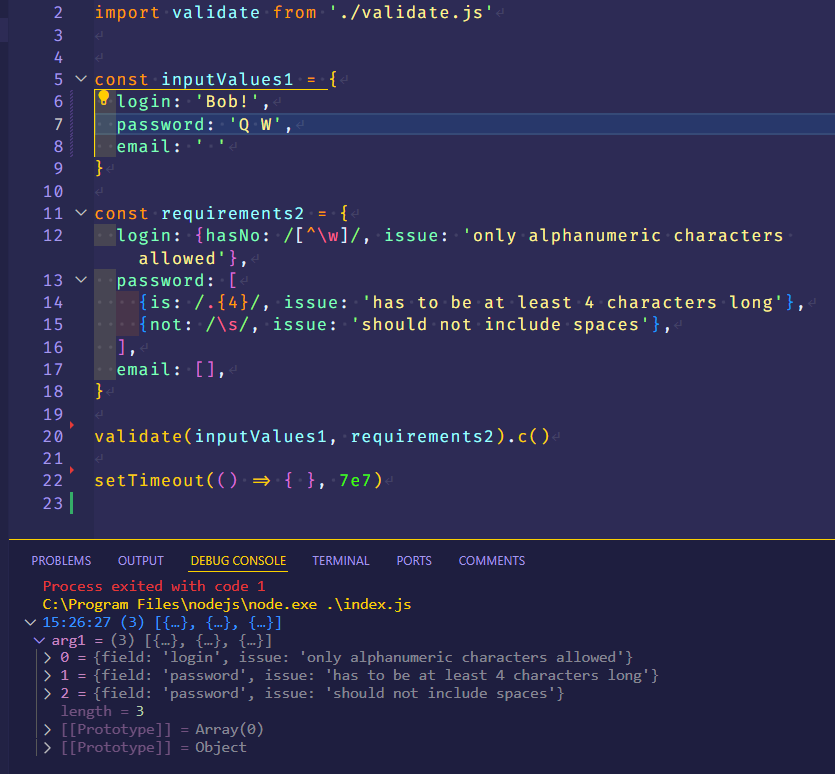 2 import validate from './validate.js'
3
4
5 const inputValues1 = {
6 login: 'Bob!',
7 password: 'Q W',
8 email: ' '
9 }
10
11 const requirements2 = {
12 login: {hasNo: /[^\w]/, issue: 'only alphanumeric characters
allowed'},
13 password: [
14 {is: /.{4}/, issue: 'has to be at least 4 characters long'},
15 {not: /\s/, issue: 'should not include spaces'},
16 ],
17 email: [],
18 }
19
20 validate(inputValues1, requirements2).c()
21
22 setTimeout(() => { }, 7e7)
23
PROBLEMS OUTPUT DEBUG CONSOLE TERMINAL PORTS COMMENTS
Process exited with code 1
C:\Program Files\nodejs\node.exe .\index.js
15:26:27 (3) [{…}, {…}, {…}]
arg1 = (3) [{…}, {…}, {…}]
0 = {field: 'login', issue: 'only alphanumeric characters allowed'}
1 = {field: 'password', issue: 'has to be at least 4 characters long'}
2 = {field: 'password', issue: 'should not include spaces'}
length = 3
[[Prototype]] = Array(0)
[[Prototype]] = Object